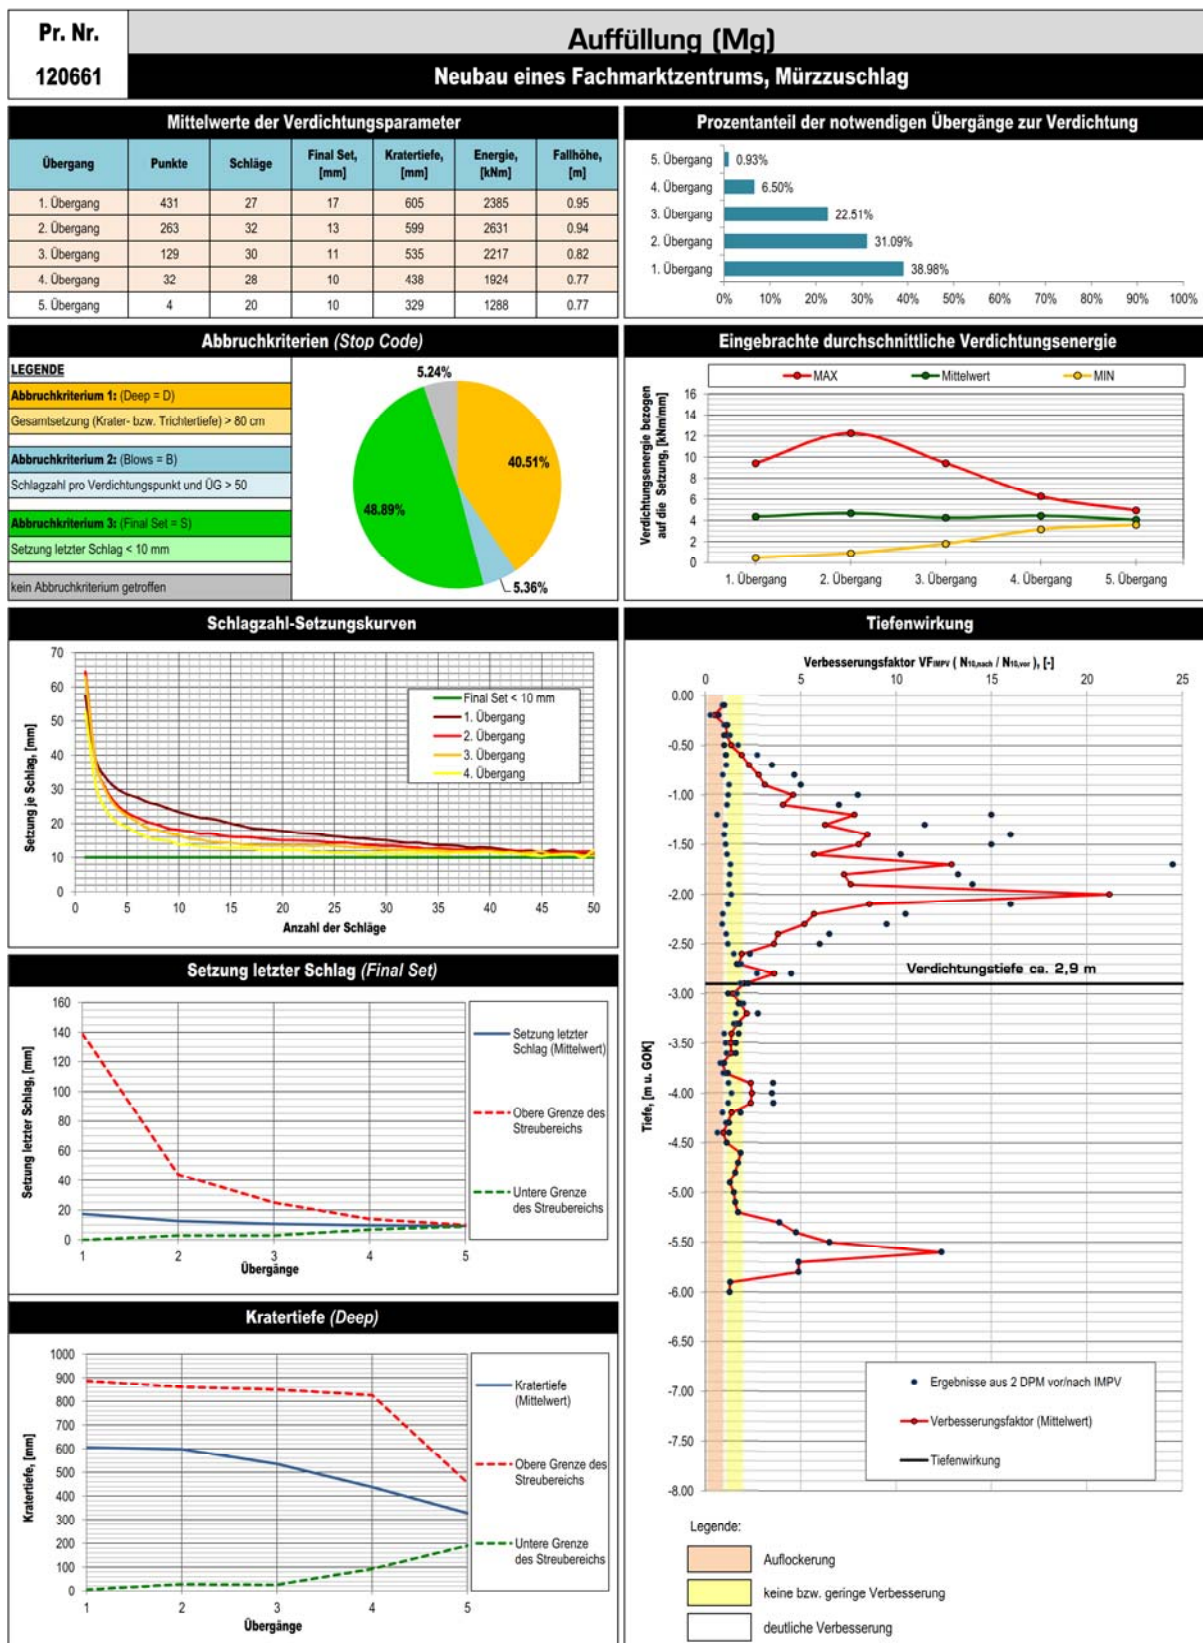 Pr. Nr.
120661
Auffüllung (Mg)
Neubau eines Fachmarktzentrums, Mürzzuschlag
Mittelwerte der Verdichtungsparameter
Übergang Punkte Schläge Final Set, [mm] Kratertiefe, [mm] Energie, [kNm] Fallhöhe, [m]
1. Übergang 431 27 17 605 2385 0.95
2. Übergang 263 32 13 599 2631 0.94
3. Übergang 129 30 11 535 2217 0.82
4. Übergang 32 28 10 438 1924 0.77
5. Übergang 4 20 10 329 1288 0.77
Prozentanteil der notwendigen Übergänge zur Verdichtung
5. Übergang 0.93%
4. Übergang 6.50%
3. Übergang 22.51%
2. Übergang 31.09%
1. Übergang 38.98%
0% 10% 20% 30% 40% 50% 60% 70% 80% 90% 100%
Abbruchkriterien (Stop Code)
LEGENDE
Abbruchkriterium 1: (Deep = D)
Gesamtsetzung (Krater- bzw. Trichtertiefe) > 80 cm
Abbruchkriterium 2: (Blows = B)
Schlagzahl pro Verdichtungspunkt und ÜG > 50
Abbruchkriterium 3: (Final Set = S)
Setzung letzter Schlag < 10 mm
kein Abbruchkriterium getroffen
5.24%
40.51%
48.89%
5.36%
Eingebrachte durchschnittliche Verdichtungsenergie
MAX Mittelwert MIN
Verdichtungsenergie bezogen
auf die Setzung, [kNm/mm]
16
14
12
10
8
6
4
2
0
1. Übergang 2. Übergang 3. Übergang 4. Übergang 5. Übergang
Schlagzahl-Setzungskurven
Setzung je Schlag, [mm]
70
60
50
40
30
20
10
0
Final Set < 10 mm
1. Übergang
2. Übergang
3. Übergang
4. Übergang
0 5 10 15 20 25 30 35 40 45 50
Anzahl der Schläge
Setzung letzter Schlag (Final Set)
Setzung letzter Schlag, [mm]
160
140
120
100
80
60
40
20
0
1 2 3 4 5
Übergänge
Setzung letzter
Schlag (Mittelwert)
Obere Grenze des
Streubereichs
Untere Grenze
des Streubereichs
Kratertiefe (Deep)
Kratertiefe, [mm]
1000
900
800
700
600
500
400
300
200
100
0
1 2 3 4 5
Übergänge
Kratertiefe
(Mittelwert)
Obere Grenze des
Streubereichs
Untere Grenze
des Streubereichs
Tiefenwirkung
Verbesserungsfaktor VFIMPV ( N10,nach / N10,vor ), [-]
0 5 10 15 20 25
Tiefe, [m u. GOK]
0.00
-0.50
-1.00
-1.50
-2.00
-2.50
Verdichtungstiefe ca. 2,9 m
-3.00
-3.50
-4.00
-4.50
-5.00
-5.50
-6.00
-6.50
-7.00
-7.50
-8.00
Ergebnisse aus 2 DPM vor/nach IMPV
Verbesserungsfaktor (Mittelwert)
Tiefenwirkung
Legende:
Auflockerung
keine bzw. geringe Verbesserung
deutliche Verbesserung